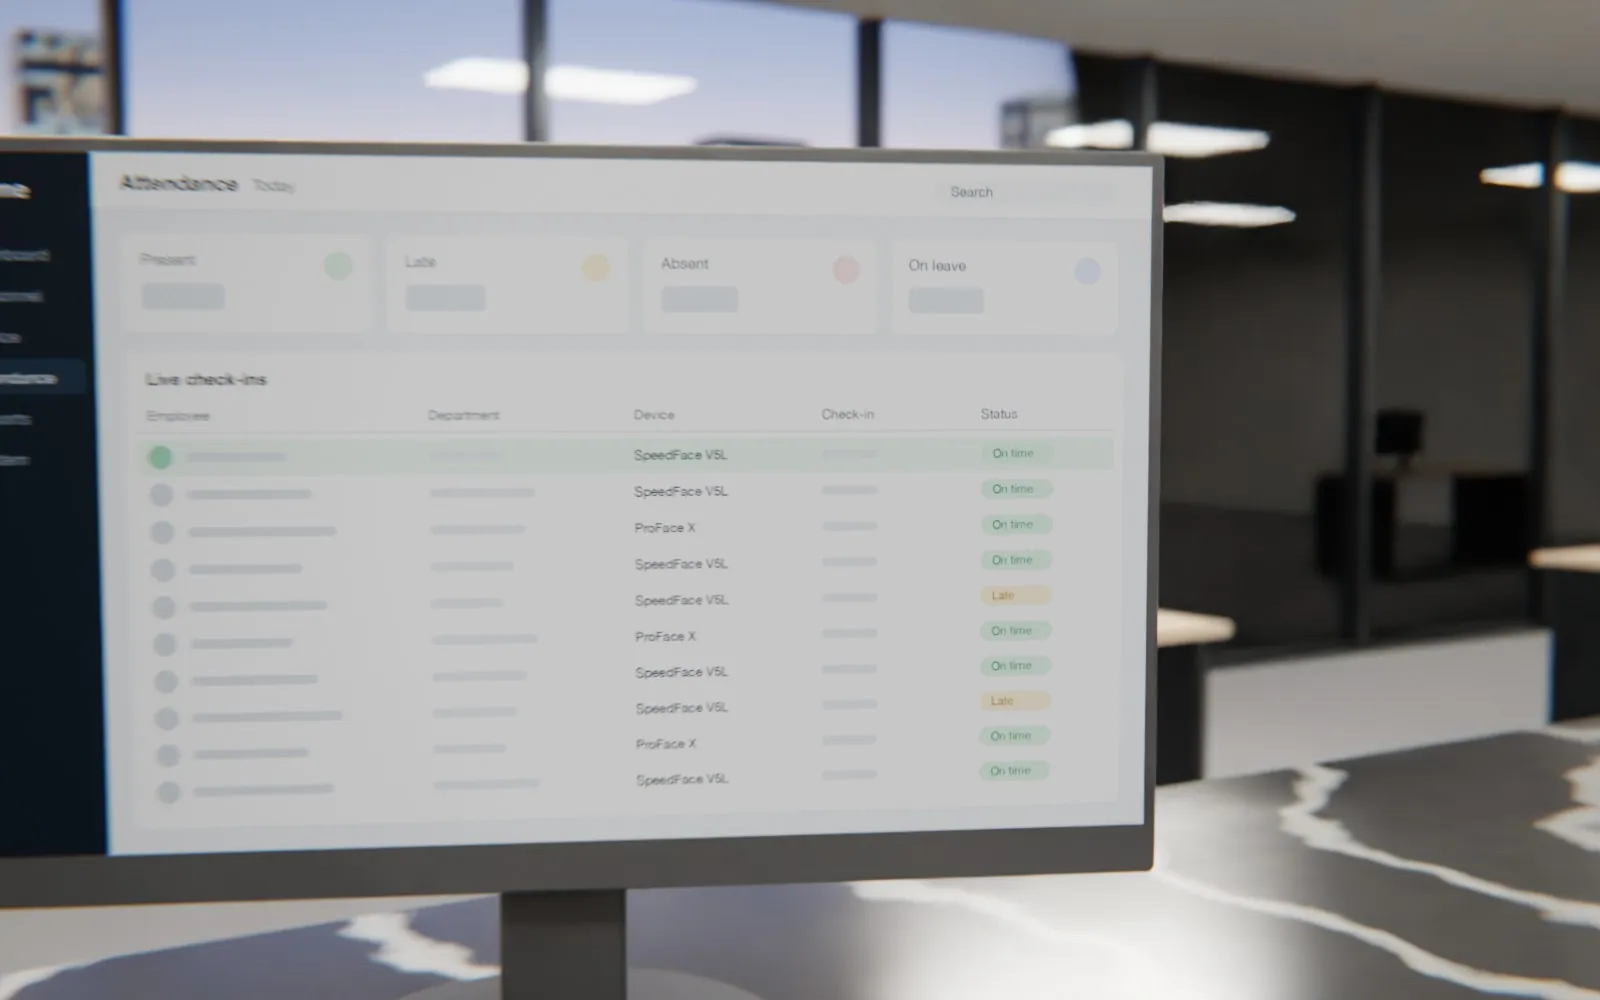 Attendance Today
Search
Present
Late
Absent
On leave
Live check-ins
Employee Department Device Check-in Status
SpeedFace V5L On time
SpeedFace V5L On time
ProFace X On time
SpeedFace V5L On time
SpeedFace V5L Late
ProFace X On time
SpeedFace V5L On time
SpeedFace V5L Late
ProFace X On time
SpeedFace V5L On time